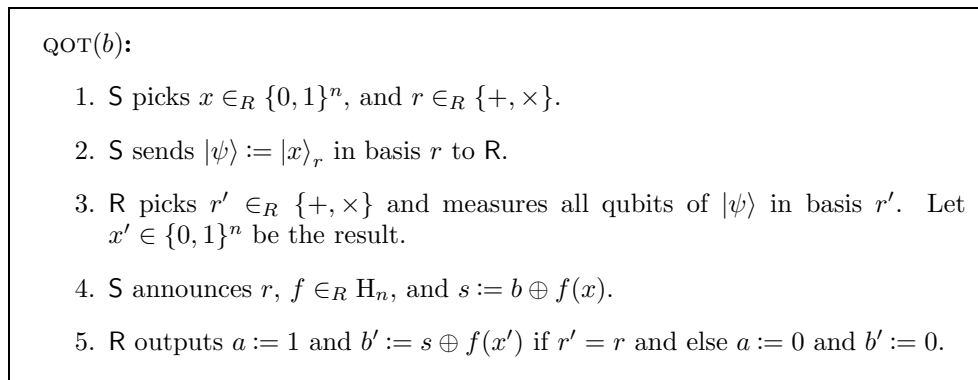 QOT(b):
1. S picks x ∈_R {0, 1}^n, and r ∈_R {+, ×}.
2. S sends |ψ⟩ := |x⟩_r in basis r to R.
3. R picks r′ ∈_R {+, ×} and measures all qubits of |ψ⟩ in basis r′. Let
x′ ∈ {0, 1}^n be the result.
4. S announces r, f ∈_R H_n, and s := b ⊕ f(x).
5. R outputs a := 1 and b′ := s ⊕ f(x′) if r′ = r and else a := 0 and b′ := 0.